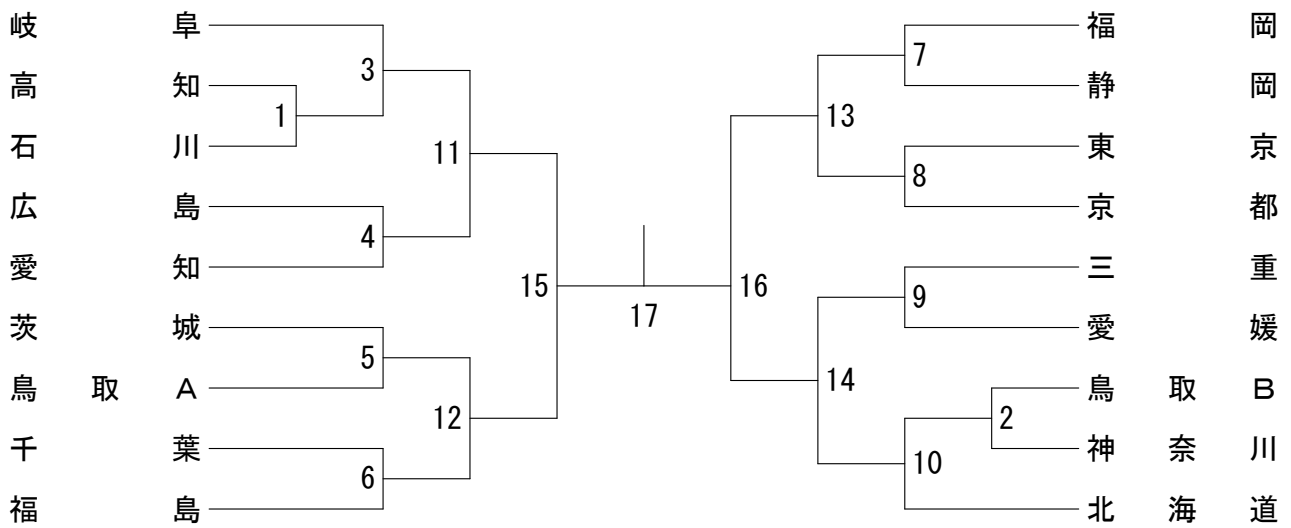 岐阜
福岡
3
7
高知
静岡
1
13
石川
11
東京
8
広島
京都
4
愛知
三重
15
17
16
9
茨城
愛媛
5
鳥取A
14
鳥取B
12
2
千葉
神奈川
6
10
福島
北海道